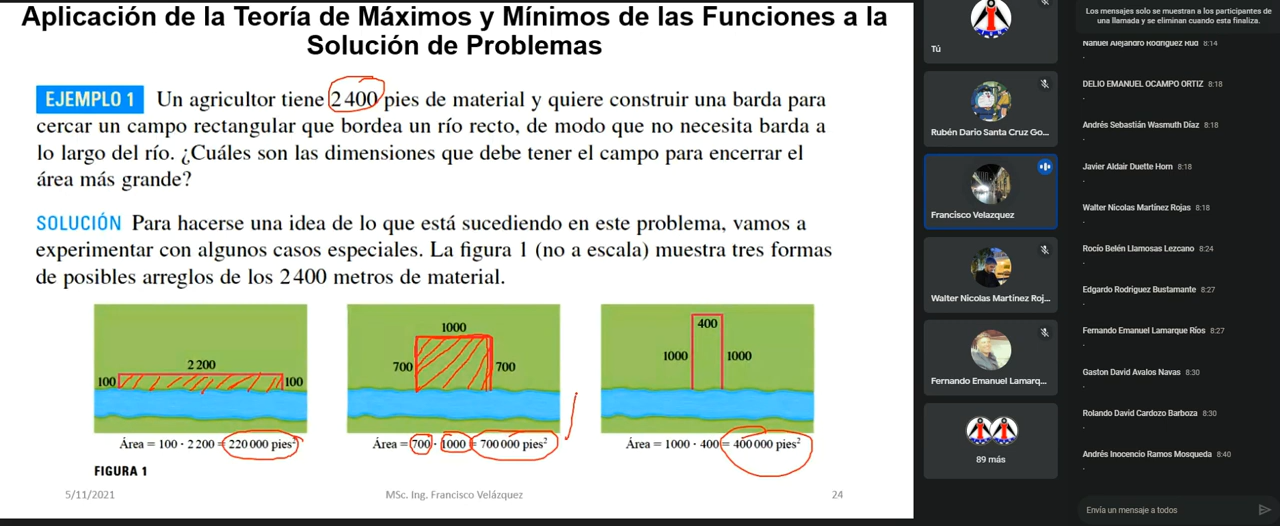 Aplicación de la Teoría de Máximos y Mínimos de las Funciones a la
Solución de Problemas
EJEMPLO 1 Un agricultor tiene 2 400 pies de material y quiere construir una barda para
cercar un campo rectangular que bordea un río recto, de modo que no necesita barda a
lo largo del río. ¿Cuáles son las dimensiones que debe tener el campo para encerrar el
área más grande?
SOLUCIÓN Para hacerse una idea de lo que está sucediendo en este problema, vamos a
experimentar con algunos casos especiales. La figura 1 (no a escala) muestra tres formas
de posibles arreglos de los 2 400 metros de material.
2 200
100
100
1000
700
700
400
1000
1000
Área = 100 · 2 200 = 220 000 pies²
Área = 700 · 1000 = 700 000 pies²
Área = 1000 · 400 = 400 000 pies²
FIGURA 1
5/11/2021
MSc. Ing. Francisco Velázquez
24
Tú
Rubén Dario Santa Cruz Go...
Francisco Velazquez
Walter Nicolas Martínez Roj...
Fernando Emanuel Lamarq...
89 más
Los mensajes solo se muestran a los participantes de
una llamada y se eliminan cuando esta finaliza.
8:14
.
DELIO EMANUEL OCAMPO ORTIZ 8:18
.
Andrés Sebastián Wasmuth Díaz 8:18
.
Javier Aldair Duette Horn 8:18
.
Walter Nicolas Martínez Rojas 8:18
.
Rocío Belén Llamosas Lezcano 8:24
.
Edgardo Rodriguez Bustamante 8:27
.
Fernando Emanuel Lamarque Ríos 8:27
.
Gaston David Avalos Navas 8:30
.
Rolando David Cardozo Barboza 8:30
.
Andrés Inocencio Ramos Mosqueda 8:40
.
Envía un mensaje a todos